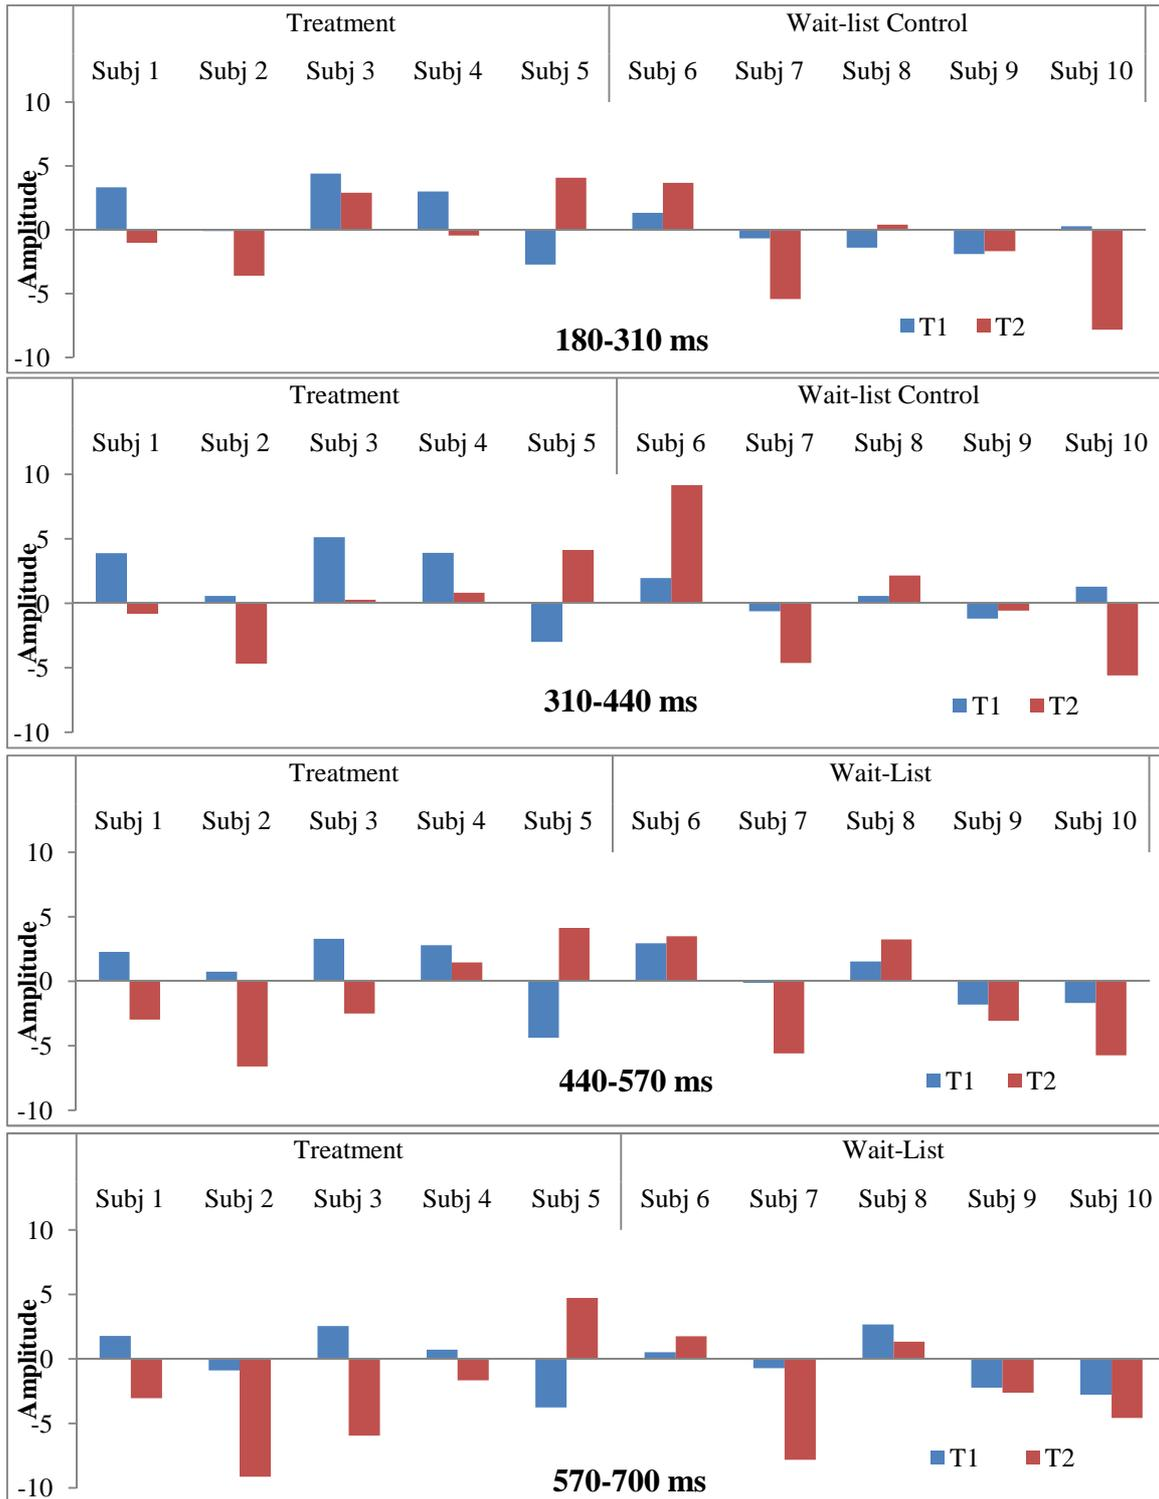 Treatment Wait-list Control
Subj 1 Subj 2 Subj 3 Subj 4 Subj 5 Subj 6 Subj 7 Subj 8 Subj 9 Subj 10
10
5
0
-5
-10
Amplitude
T1 T2
180-310 ms
Treatment Wait-list Control
Subj 1 Subj 2 Subj 3 Subj 4 Subj 5 Subj 6 Subj 7 Subj 8 Subj 9 Subj 10
10
5
0
-5
-10
Amplitude
310-440 ms
T1 T2
Treatment Wait-List
Subj 1 Subj 2 Subj 3 Subj 4 Subj 5 Subj 6 Subj 7 Subj 8 Subj 9 Subj 10
10
5
0
-5
-10
Amplitude
440-570 ms
T1 T2
Treatment Wait-List
Subj 1 Subj 2 Subj 3 Subj 4 Subj 5 Subj 6 Subj 7 Subj 8 Subj 9 Subj 10
10
5
0
-5
-10
Amplitude
T1 T2
570-700 ms